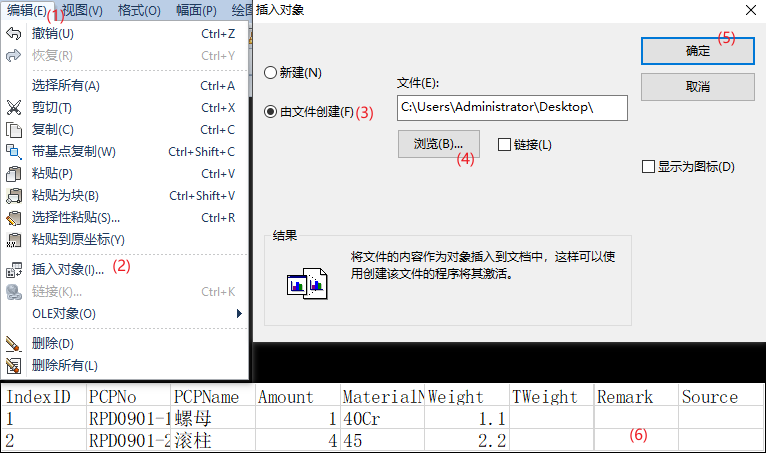 编辑(E) (1) 视图(V) 格式(O) 幅面(P)
撤销(U) Ctrl+Z
恢复(R) Ctrl+Y
选择所有(A) Ctrl+A
剪切(T) Ctrl+X
复制(C) Ctrl+C
带基点复制(W) Ctrl+Shift+C
粘贴(P) Ctrl+V
粘贴为块(B) Ctrl+Shift+V
选择性粘贴(S)... Ctrl+R
粘贴到原坐标(Y)
插入对象(I)... (2)
链接(K)... Ctrl+K
OLE对象(O)
删除(D)
删除所有(L)
插入对象
新建(N)
由文件创建(F) (3)
文件(E):
C:\Users\Administrator\Desktop\
浏览(B)... (4)
链接(L)
确定 (5)
取消
显示为图标(D)
结果
将文件的内容作为对象插入到文档中，这样可以使
用创建该文件的程序将其激活。
IndexID PCPNo PCPName Amount MaterialN Weight TWeight Remark Source
1 RPD0901-1 螺母 1 40Cr 1.1
2 RPD0901-2 滚柱 4 45 2.2 (6)